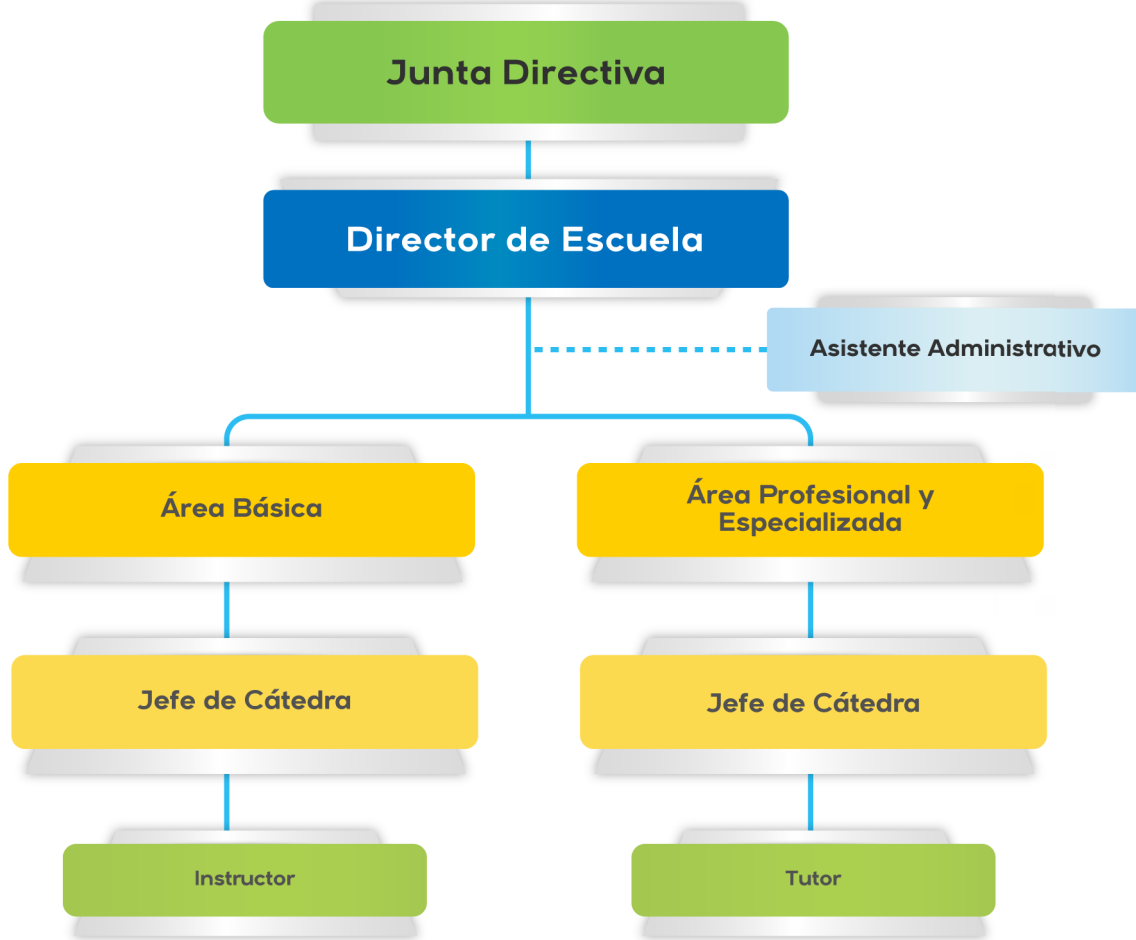 Junta Directiva
Director de Escuela
Asistente Administrativo
Área Básica
Área Profesional y
Especializada
Jefe de Cátedra
Jefe de Cátedra
Instructor
Tutor